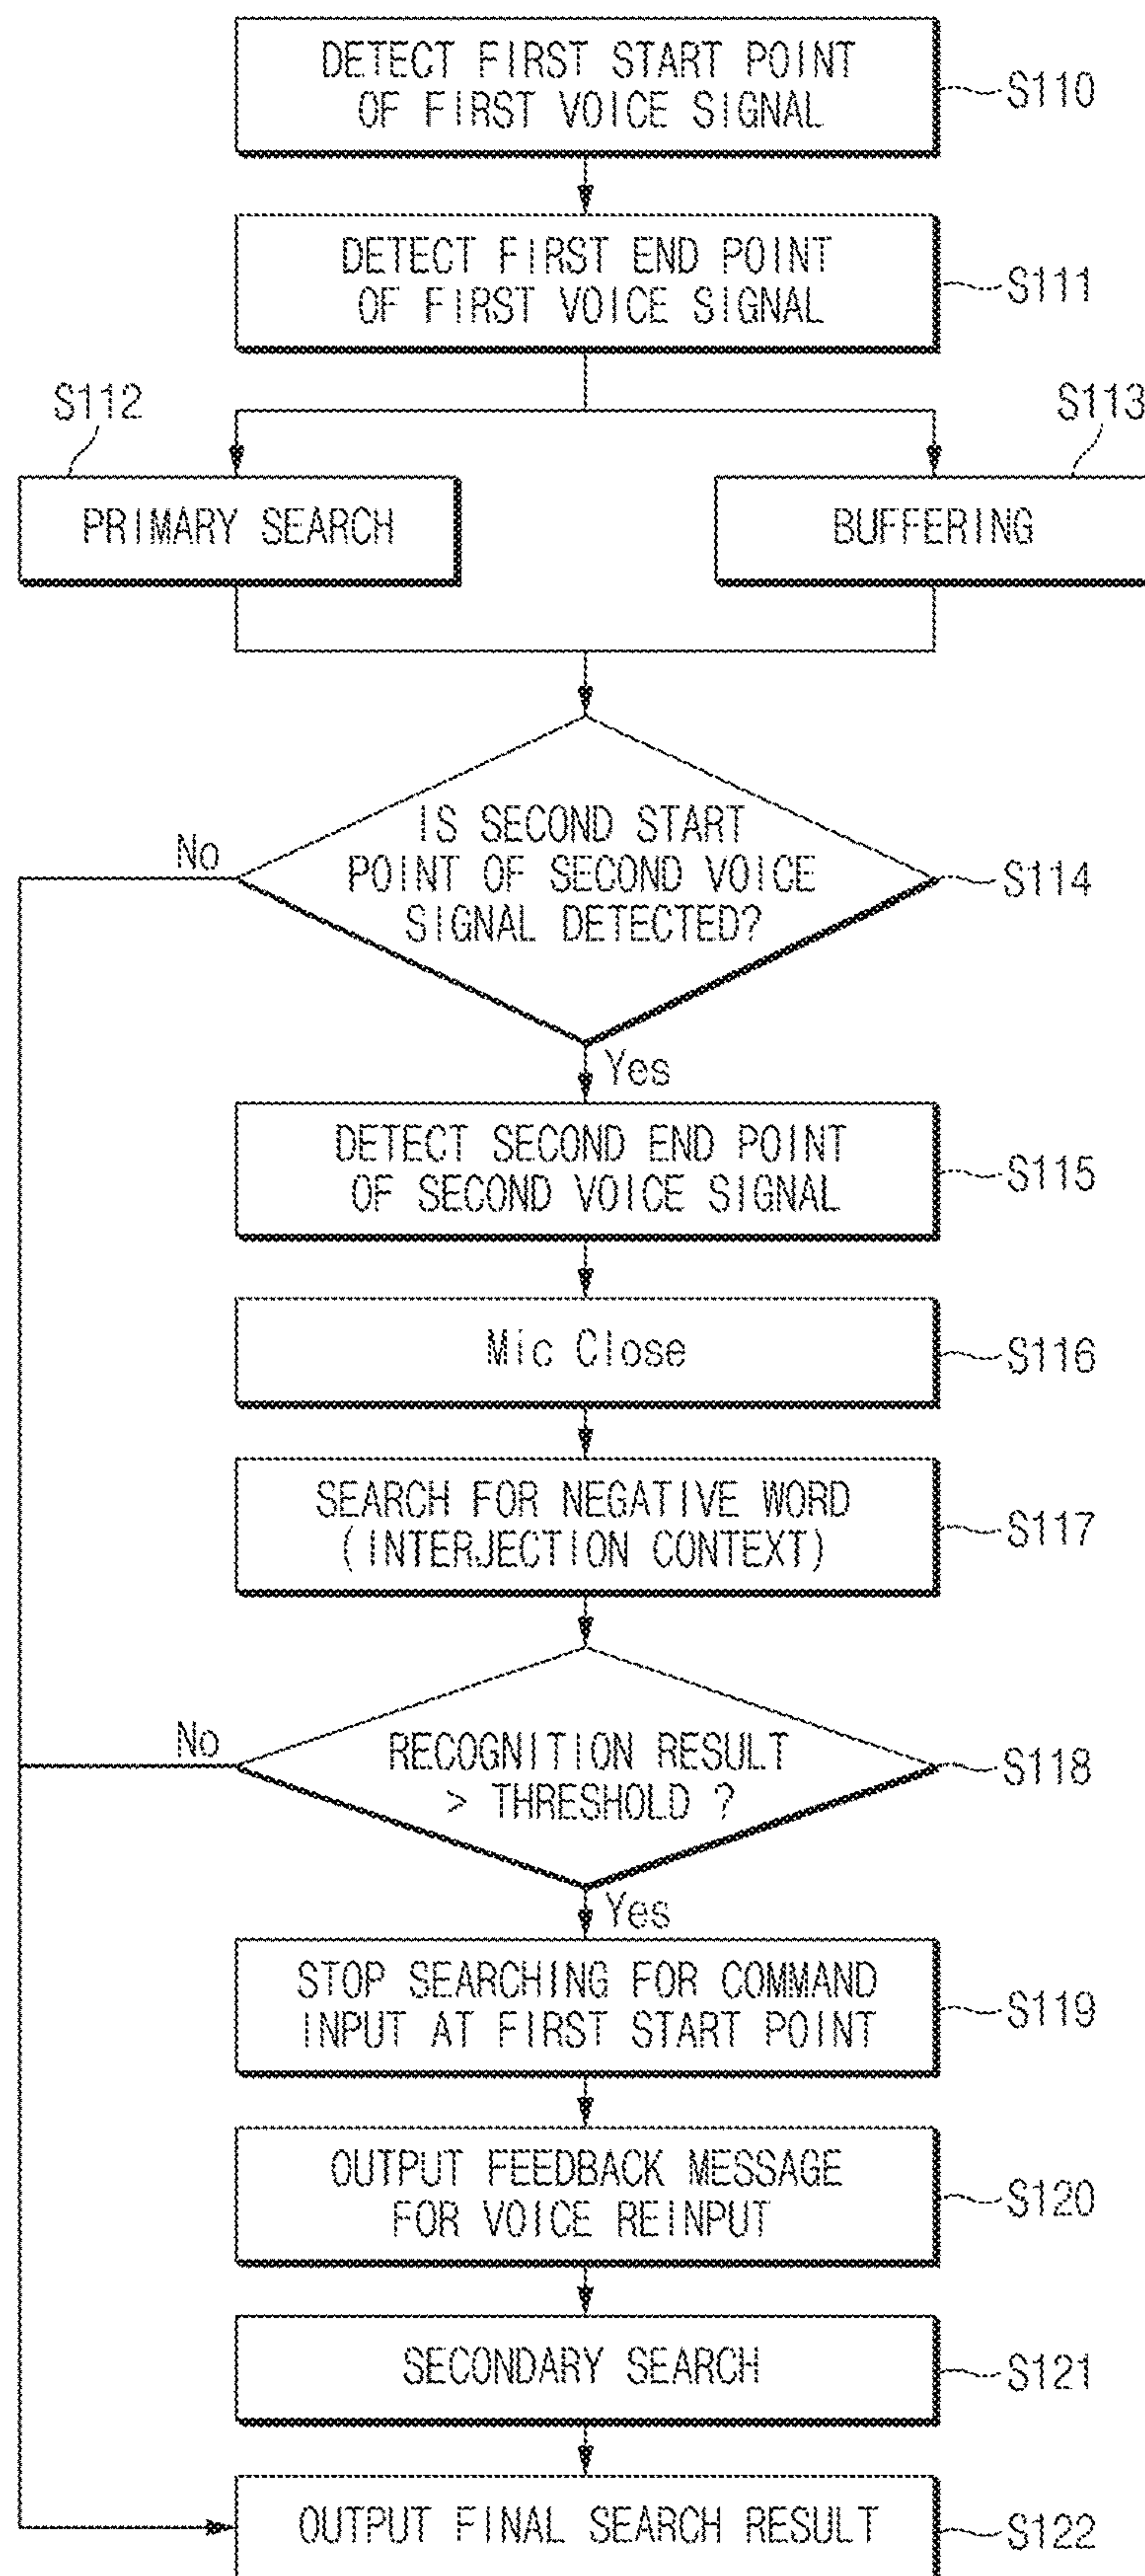 DETECT FIRST START POINT
OF FIRST VOICE SIGNAL
S110
DETECT FIRST END POINT
OF FIRST VOICE SIGNAL
S111
S112
S113
PRIMARY SEARCH
BUFFERING
IS SECOND START
POINT OF SECOND VOICE
SIGNAL DETECTED?
No
S114
Yes
DETECT SECOND END POINT
OF SECOND VOICE SIGNAL
S115
Mic Close
S116
SEARCH FOR NEGATIVE WORD
(INTERJECTION CONTEXT)
S117
No
RECOGNITION RESULT
> THRESHOLD ?
S118
Yes
STOP SEARCHING FOR COMMAND
INPUT AT FIRST START POINT
S119
OUTPUT FEEDBACK MESSAGE
FOR VOICE REINPUT
S120
SECONDARY SEARCH
S121
OUTPUT FINAL SEARCH RESULT
S122